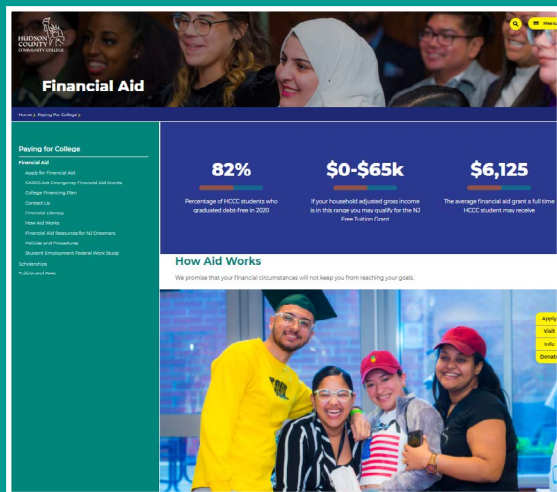 HUDSON
COUNTY
COMMUNITY COLLEGE
Menu
Financial Aid
Home > Paying For College >
Paying for College
Financial Aid
Apply for Financial Aid
CARES Act Emergency Financial Aid Grants
College Financing Plan
Contact Us
Financial Literacy
How Aid Works
Financial Aid Resources for NJ Dreamers
Policies and Procedures
Student Employment Federal Work Study
Scholarships
Tuition and Fees
82%
Percentage of HCCC students who
graduated debt-free in 2020
$0-$65k
If your household adjusted gross income
is in this range you may qualify for the NJ
Free Tuition Grant
$6,125
The average financial aid grant a full time
HCCC student may receive
How Aid Works
We promise that your financial circumstances will not keep you from reaching your goals.
Apply
Visit
Info
Donate